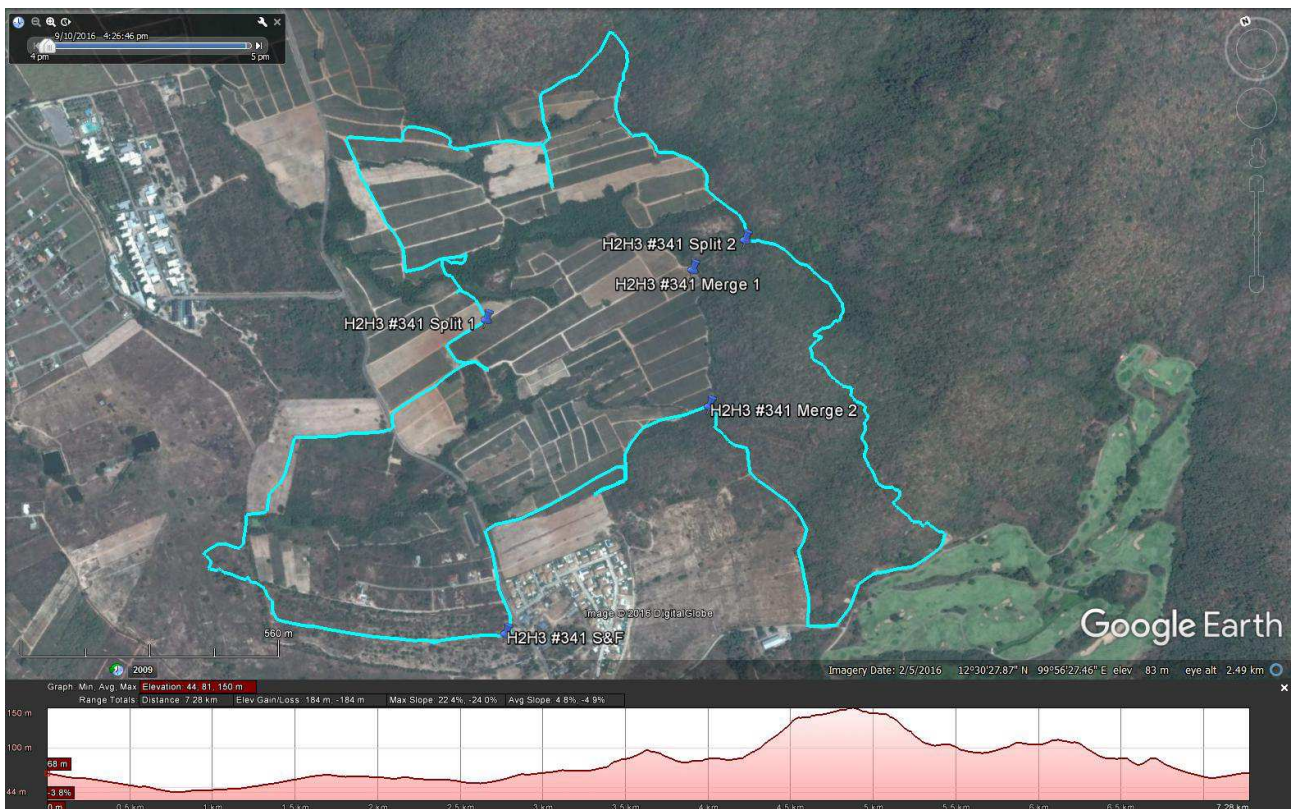 9/10/2016 4:26:46 pm
4 pm
5 pm
N
H2H3 #341 Split 2
H2H3 #341 Merge 1
H2H3 #341 Split 1
H2H3 #341 Merge 2
Image © 2016 DigitalGlobe
H2H3 #341 S&F
Google Earth
560 m
2009
Imagery Date: 2/5/2016 12°30'27.87" N 99°56'27.46" E elev 83 m eye alt 2.49 km
Graph: Min, Avg, Max Elevation: 44, 81, 150 m
Range Totals: Distance: 7.28 km Elev Gain/Loss: 184 m, -184 m Max Slope: 22.4%, -24.0% Avg Slope: 4.8%, -4.9%
150 m
100 m
68 m
44 m
-3.8%
0 m 0.5 km 1 km 1.5 km 2 km 2.5 km 3 km 3.5 km 4 km 4.5 km 5 km 5.5 km 6 km 6.5 km 7.28 km